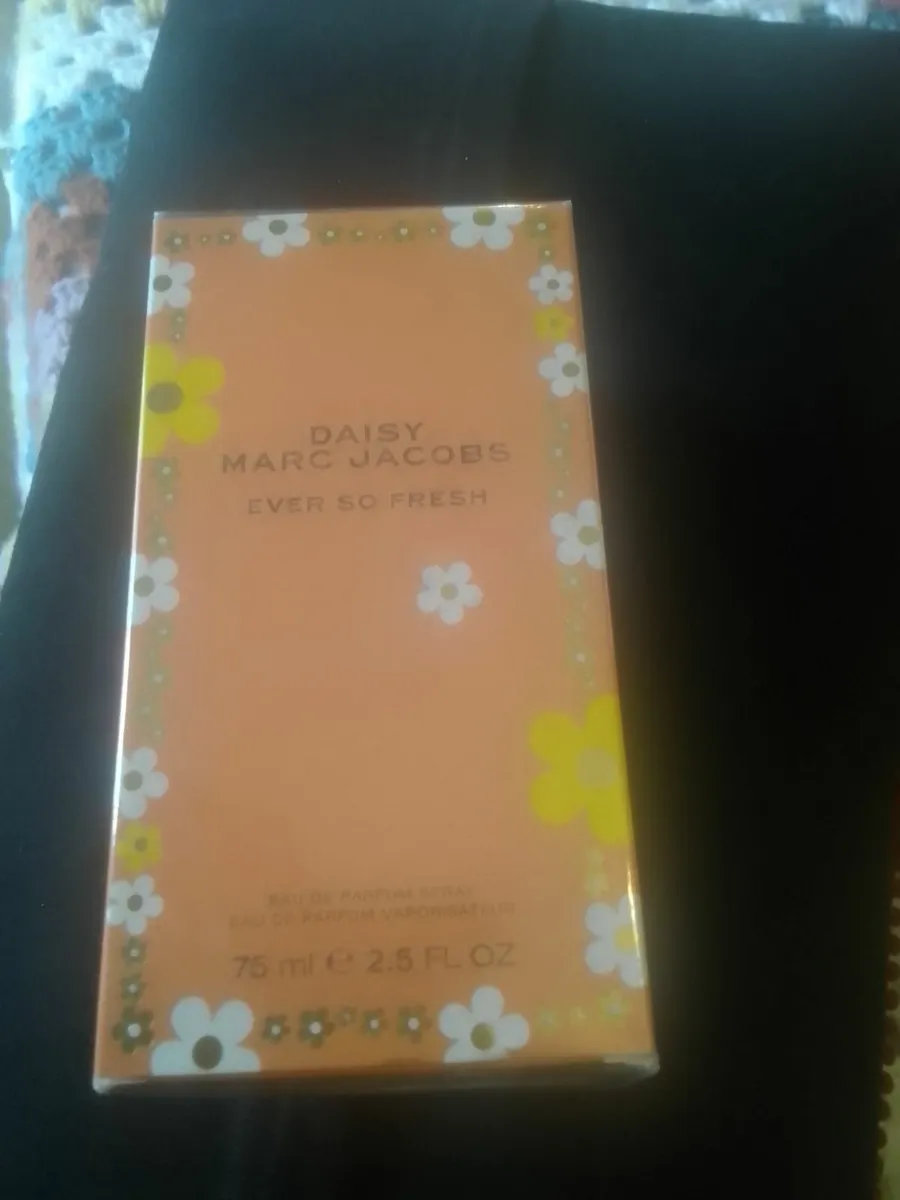 DAISY
MARC JACOBS
EVER SO FRESH
EAU DE PARFUM SPRAY
EAU DE PARFUM VAPORISATEUR
75 ml ℮ 2.5 FL OZ